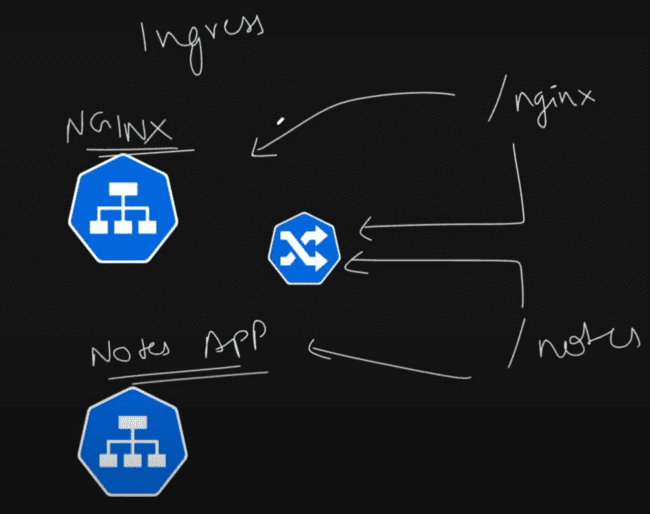 Ingress
/nginx
NGINX
Notes APP
/notes